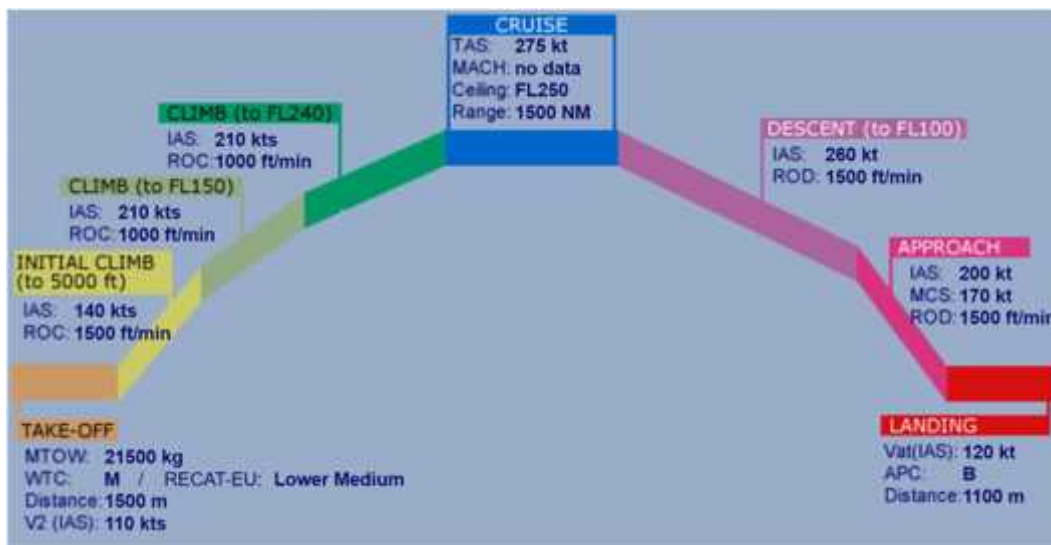 CRUISE
TAS: 275 kt
MACH: no data
Ceiling: FL250
Range: 1500 NM
CLIMB (to FL240)
IAS: 210 kts
ROC: 1000 ft/min
CLIMB (to FL150)
IAS: 210 kts
ROC: 1000 ft/min
INITIAL CLIMB
(to 5000 ft)
IAS: 140 kts
ROC: 1500 ft/min
TAKE-OFF
MTOW: 21500 kg
WTC: M / RECAT-EU: Lower Medium
Distance: 1500 m
V2 (IAS): 110 kts
DESCENT (to FL100)
IAS: 260 kt
ROD: 1500 ft/min
APPROACH
IAS: 200 kt
MCS: 170 kt
ROD: 1500 ft/min
LANDING
Vat(IAS): 120 kt
APC: B
Distance: 1100 m